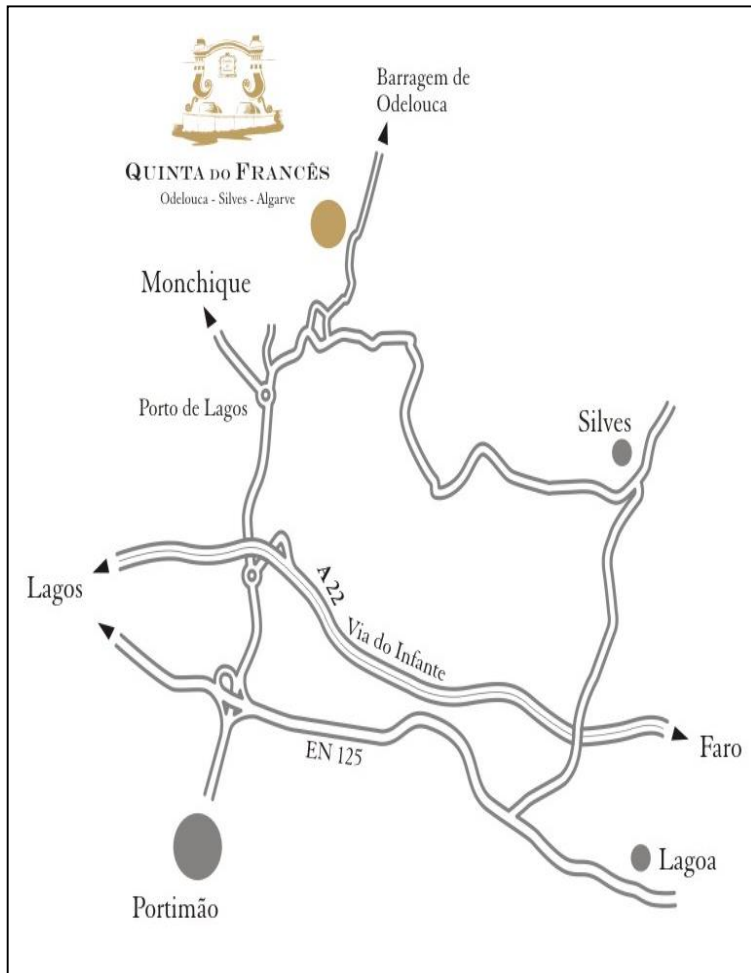 Barragem de
Odelouca
QUINTA DO FRANCÊS
Odelouca - Silves - Algarve
Monchique
Porto de Lagos
Silves
Lagos
A 22
Via do Infante
Faro
EN 125
Lagoa
Portimão